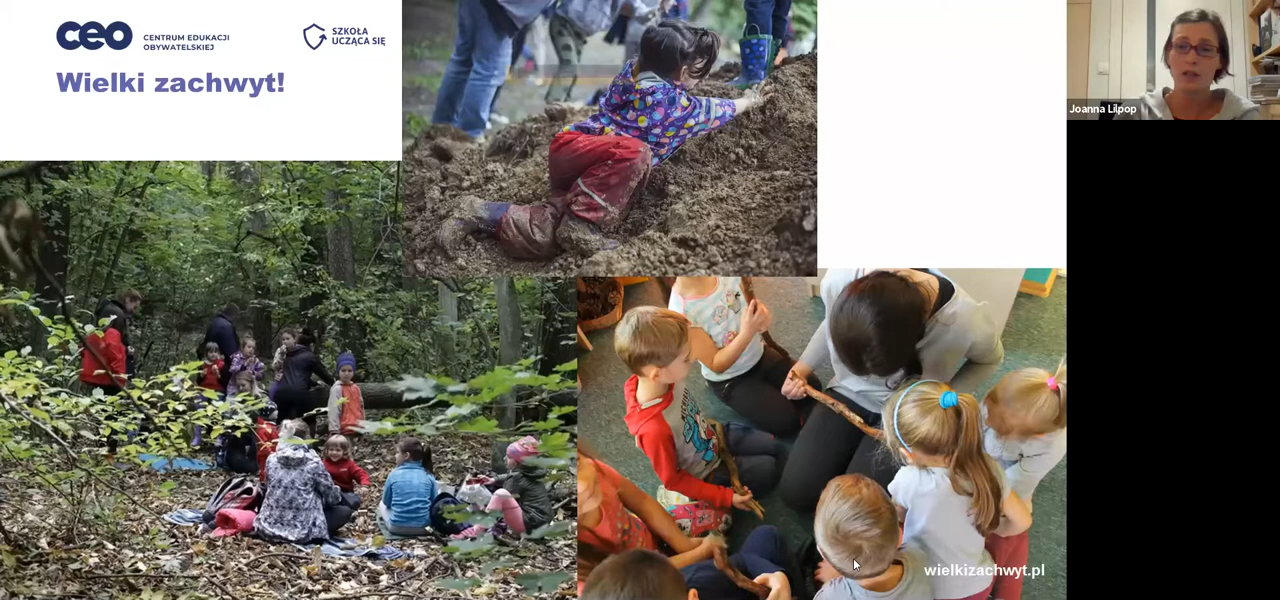 ceo
CENTRUM EDUKACJI
OBYWATELSKIEJ
SZKOŁA
UCZĄCA SIĘ
Wielki zachwyt!
Joanna Lilpop
wielkizachwyt.pl